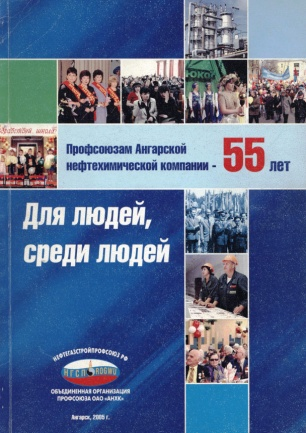 Профсоюзам Ангарской
нефтехимической компании - 55 лет
Для людей,
среди людей
НЕФТЕГАЗСТРОЙПРОФСОЮЗ РФ
НГСП
ОБЪЕДИНЕННАЯ ОРГАНИЗАЦИЯ
ПРОФСОЮЗА ОАО «АНХК»
Ангарск, 2005 г.